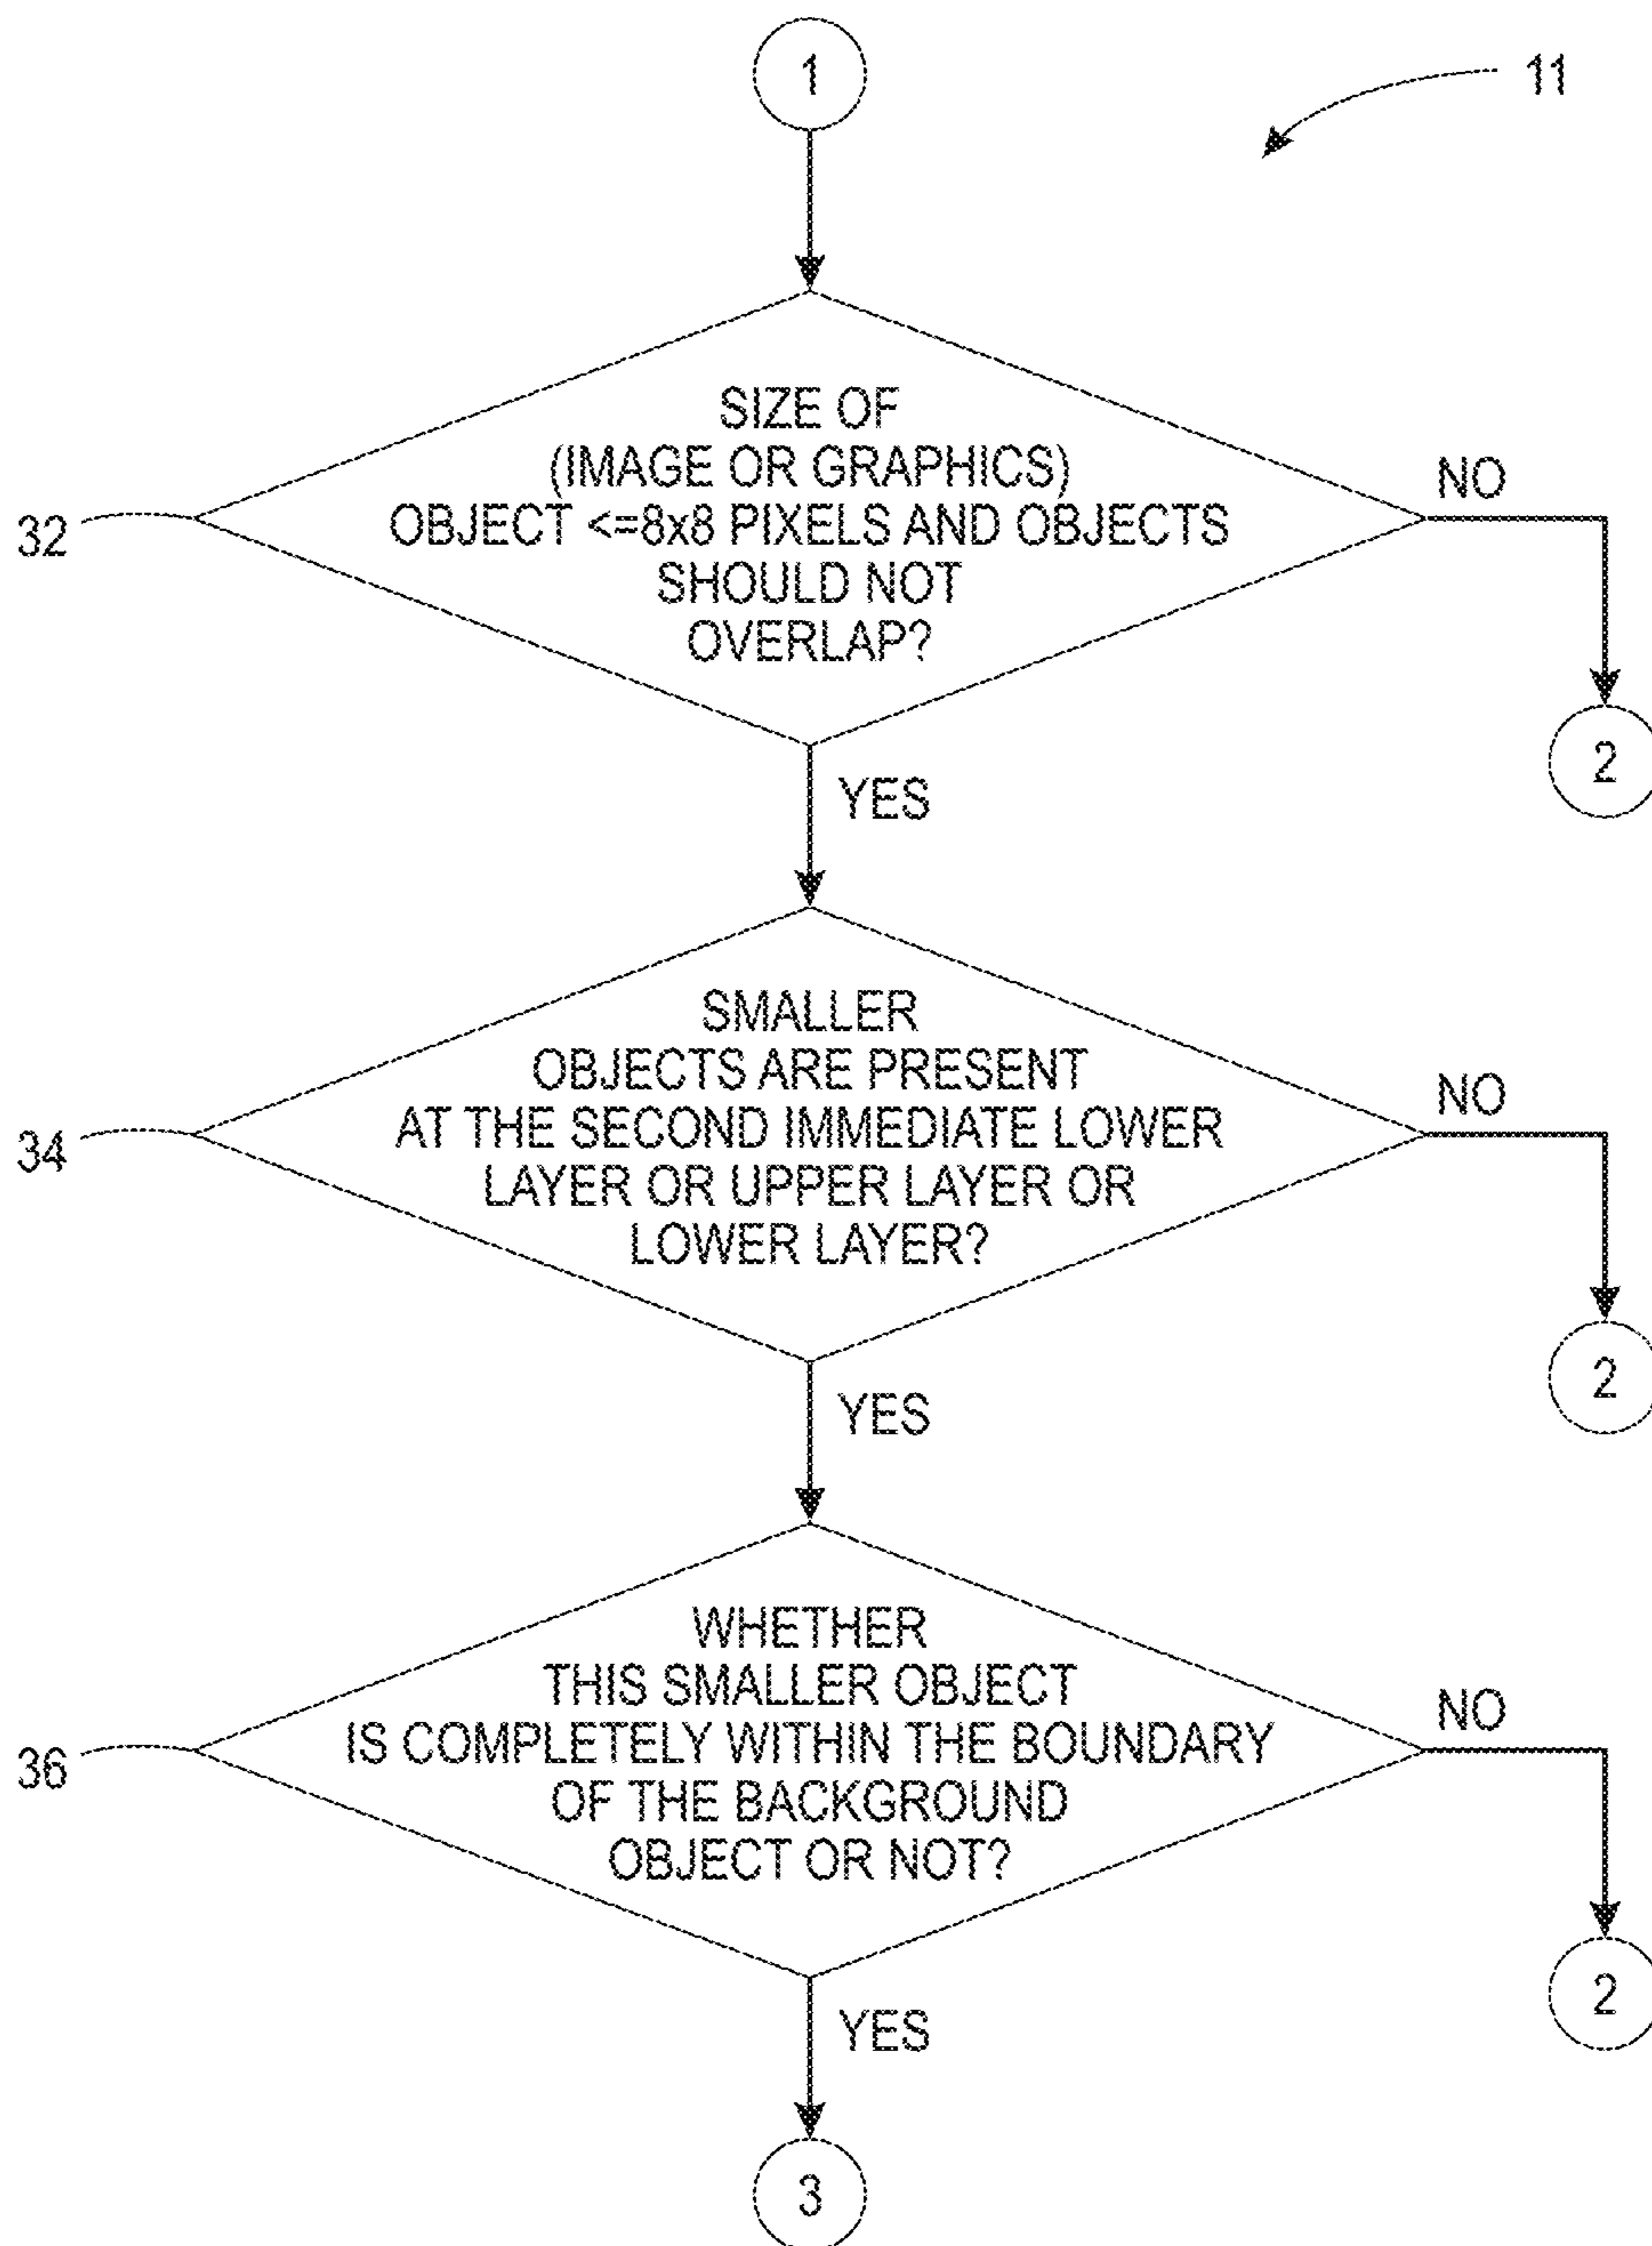 1
11
SIZE OF
(IMAGE OR GRAPHICS)
OBJECT <=8x8 PIXELS AND OBJECTS
SHOULD NOT
OVERLAP?
NO
32
2
YES
SMALLER
OBJECTS ARE PRESENT
AT THE SECOND IMMEDIATE LOWER
LAYER OR UPPER LAYER OR
LOWER LAYER?
NO
34
2
YES
WHETHER
THIS SMALLER OBJECT
IS COMPLETELY WITHIN THE BOUNDARY
OF THE BACKGROUND
OBJECT OR NOT?
NO
36
2
YES
3